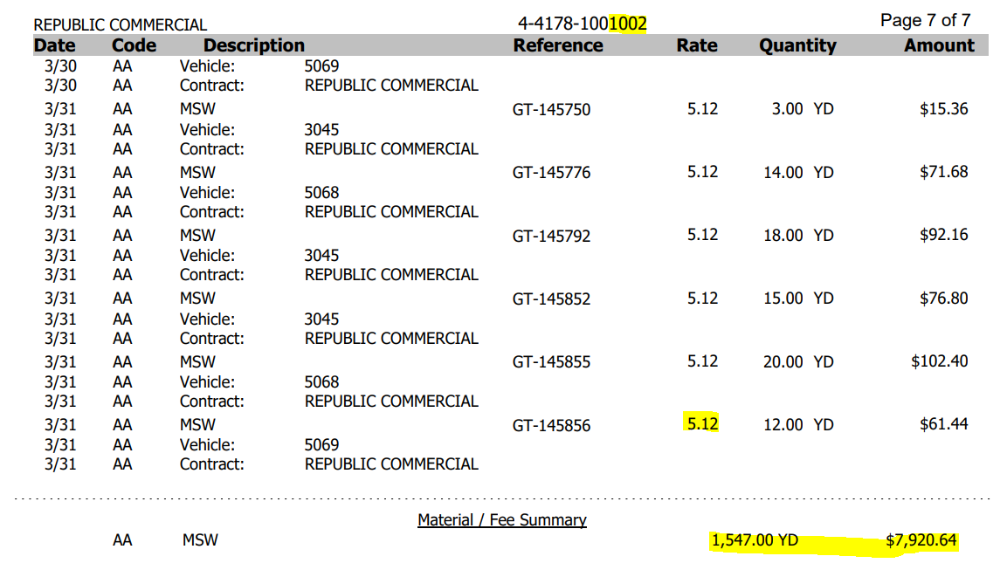 REPUBLIC COMMERCIAL 4-4178-1001002 Page 7 of 7
Date Code Description Reference Rate Quantity Amount
3/30 AA Vehicle: 5069
3/30 AA Contract: REPUBLIC COMMERCIAL
3/31 AA MSW GT-145750 5.12 3.00 YD $15.36
3/31 AA Vehicle: 3045
3/31 AA Contract: REPUBLIC COMMERCIAL
3/31 AA MSW GT-145776 5.12 14.00 YD $71.68
3/31 AA Vehicle: 5068
3/31 AA Contract: REPUBLIC COMMERCIAL
3/31 AA MSW GT-145792 5.12 18.00 YD $92.16
3/31 AA Vehicle: 3045
3/31 AA Contract: REPUBLIC COMMERCIAL
3/31 AA MSW GT-145852 5.12 15.00 YD $76.80
3/31 AA Vehicle: 3045
3/31 AA Contract: REPUBLIC COMMERCIAL
3/31 AA MSW GT-145855 5.12 20.00 YD $102.40
3/31 AA Vehicle: 5068
3/31 AA Contract: REPUBLIC COMMERCIAL
3/31 AA MSW GT-145856 5.12 12.00 YD $61.44
3/31 AA Vehicle: 5069
3/31 AA Contract: REPUBLIC COMMERCIAL
Material / Fee Summary
AA MSW 1,547.00 YD $7,920.64